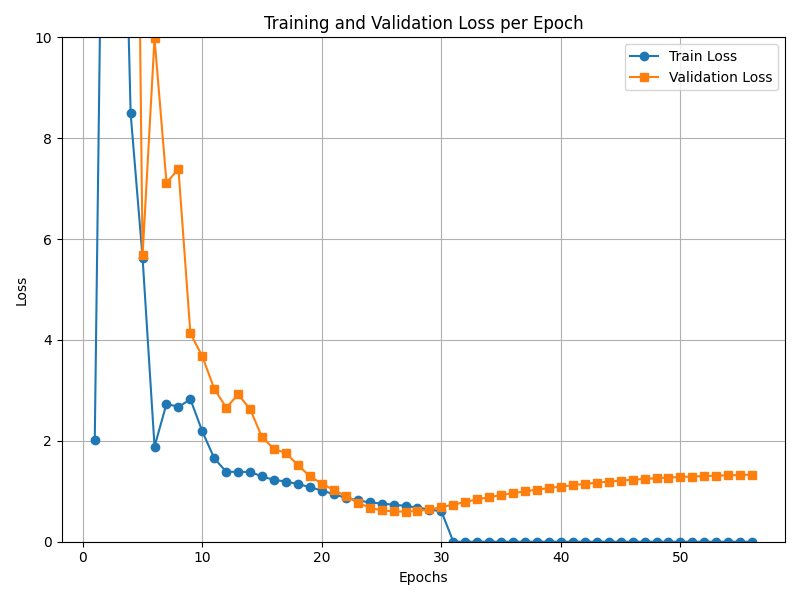 Training and Validation Loss per Epoch
Train Loss
Validation Loss
10
8
6
4
2
0
Loss
0 10 20 30 40 50
Epochs